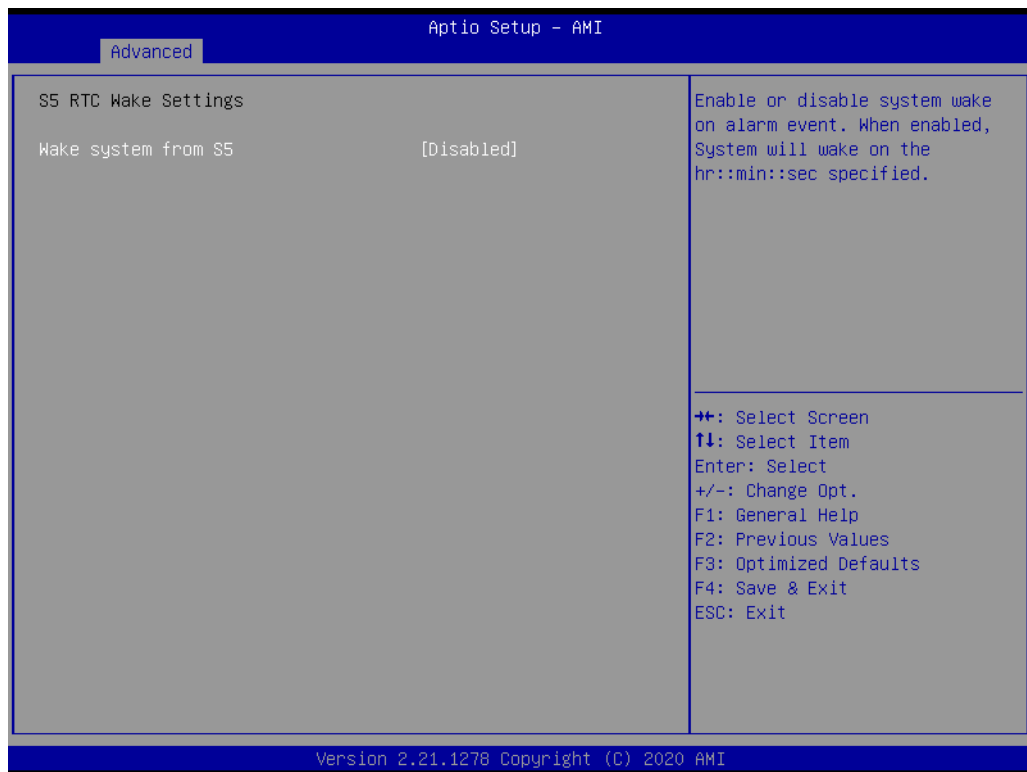 Aptio Setup – AMI
Advanced
S5 RTC Wake Settings
Wake system from S5 [Disabled]
Enable or disable system wake
on alarm event. When enabled,
System will wake on the
hr::min::sec specified.
→←: Select Screen
↑↓: Select Item
Enter: Select
+/-: Change Opt.
F1: General Help
F2: Previous Values
F3: Optimized Defaults
F4: Save & Exit
ESC: Exit
Version 2.21.1278 Copyright (C) 2020 AMI